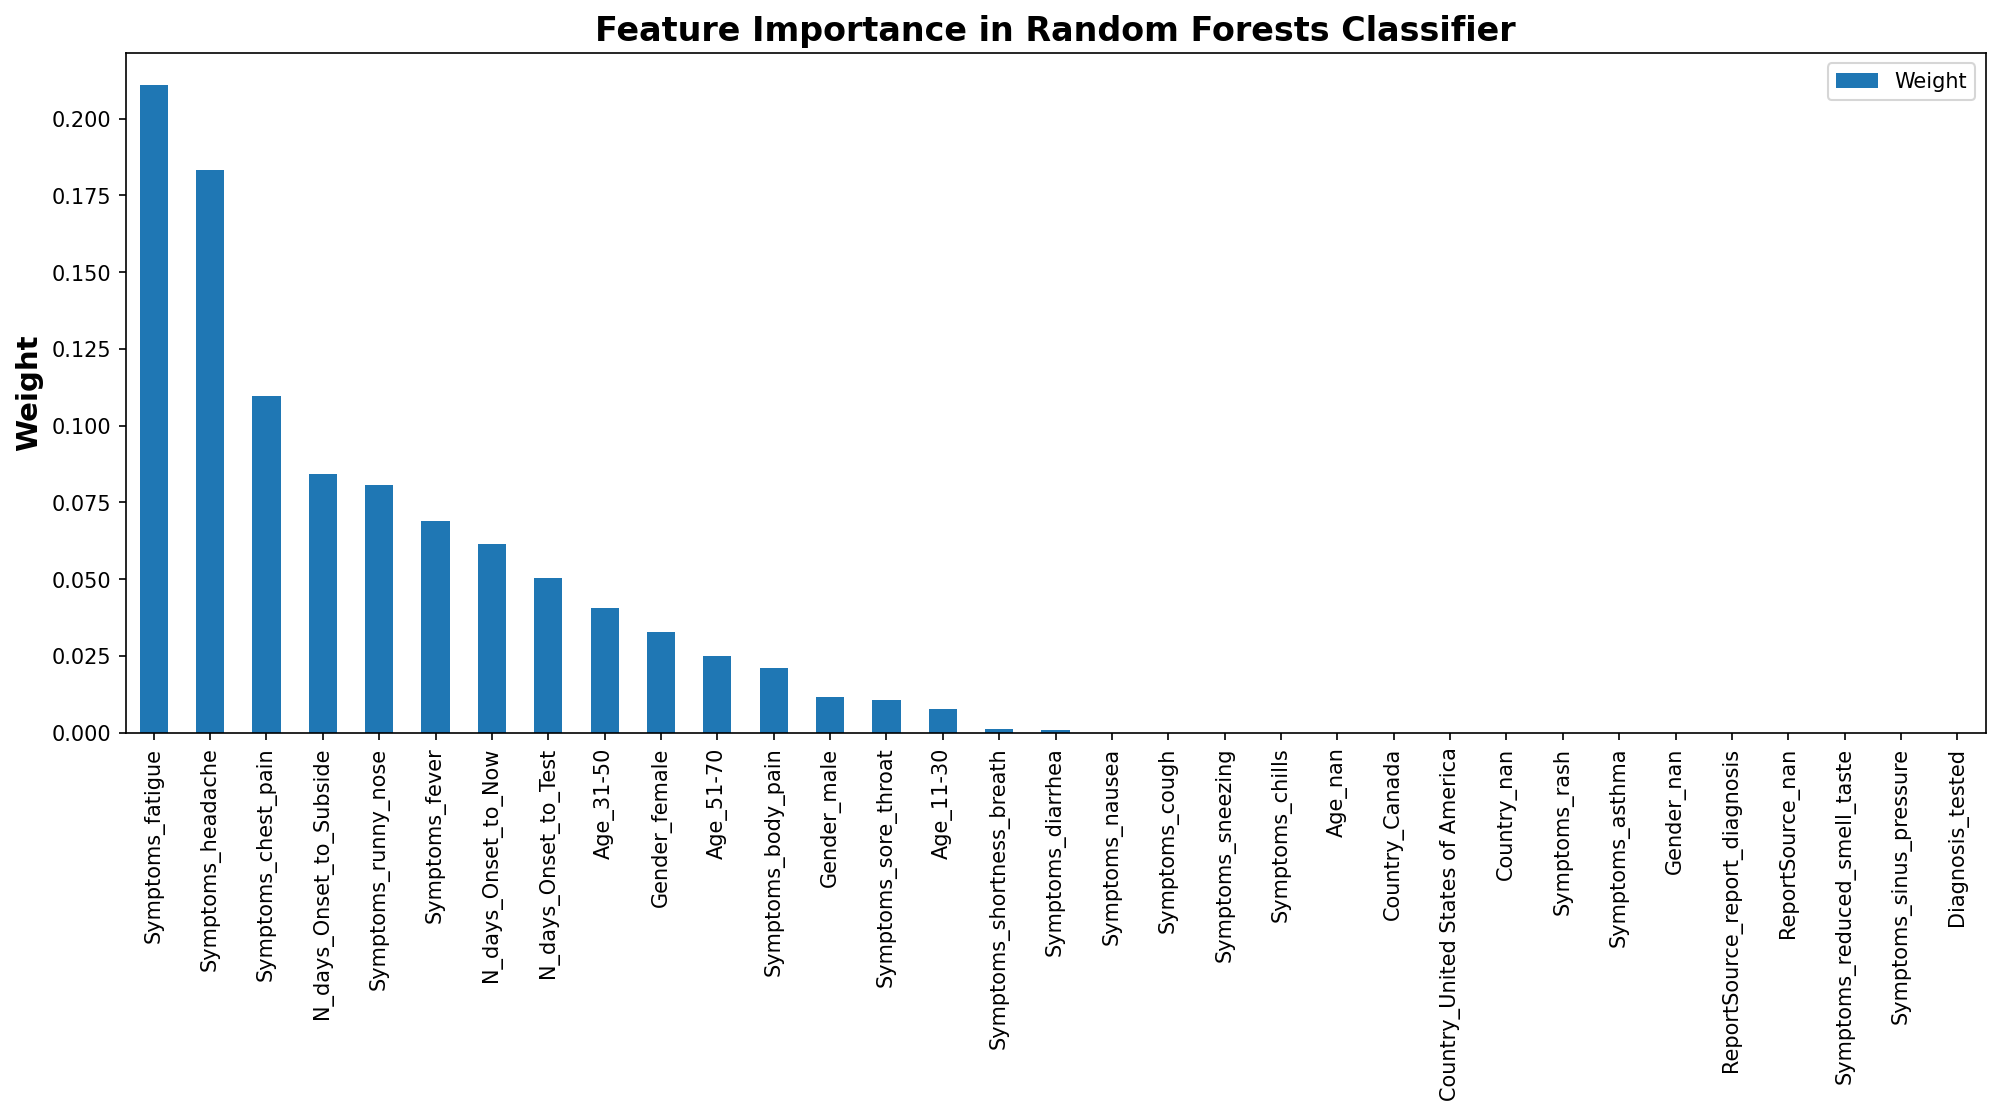 Feature Importance in Random Forests Classifier
Weight
Weight
0.200
0.175
0.150
0.125
0.100
0.075
0.050
0.025
0.000
Symptoms_fatigue
Symptoms_headache
Symptoms_chest_pain
N_days_Onset_to_Subside
Symptoms_runny_nose
Symptoms_fever
N_days_Onset_to_Now
N_days_Onset_to_Test
Age_31-50
Gender_female
Age_51-70
Symptoms_body_pain
Gender_male
Symptoms_sore_throat
Age_11-30
Symptoms_shortness_breath
Symptoms_diarrhea
Symptoms_nausea
Symptoms_cough
Symptoms_sneezing
Symptoms_chills
Age_nan
Country_Canada
Country_United States of America
Country_nan
Symptoms_rash
Symptoms_asthma
Gender_nan
ReportSource_report_diagnosis
ReportSource_nan
Symptoms_reduced_smell_taste
Symptoms_sinus_pressure
Diagnosis_tested